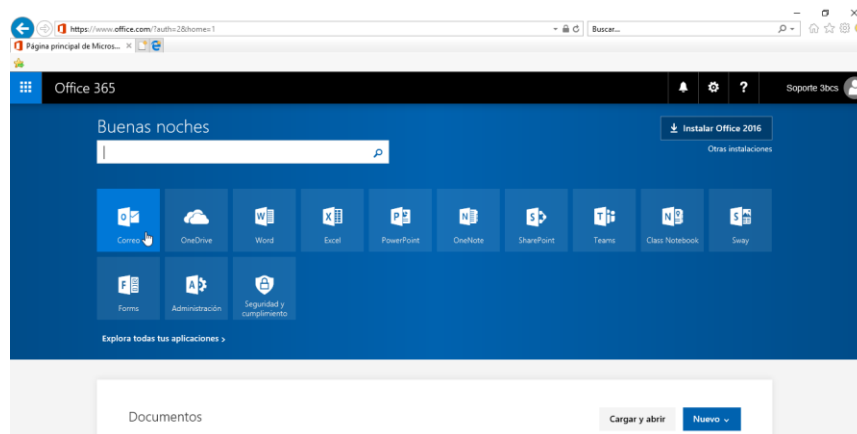 https://www.office.com/?auth=2&home=1
Buscar...
Página principal de Micros...
Office 365
?
Soporte 3bcs
Buenas noches
Instalar Office 2016
Otras instalaciones
Correo
OneDrive
Word
Excel
PowerPoint
OneNote
SharePoint
Teams
Class Notebook
Sway
Forms
Administración
Seguridad y
cumplimiento
Explora todas tus aplicaciones >
Documentos
Cargar y abrir
Nuevo